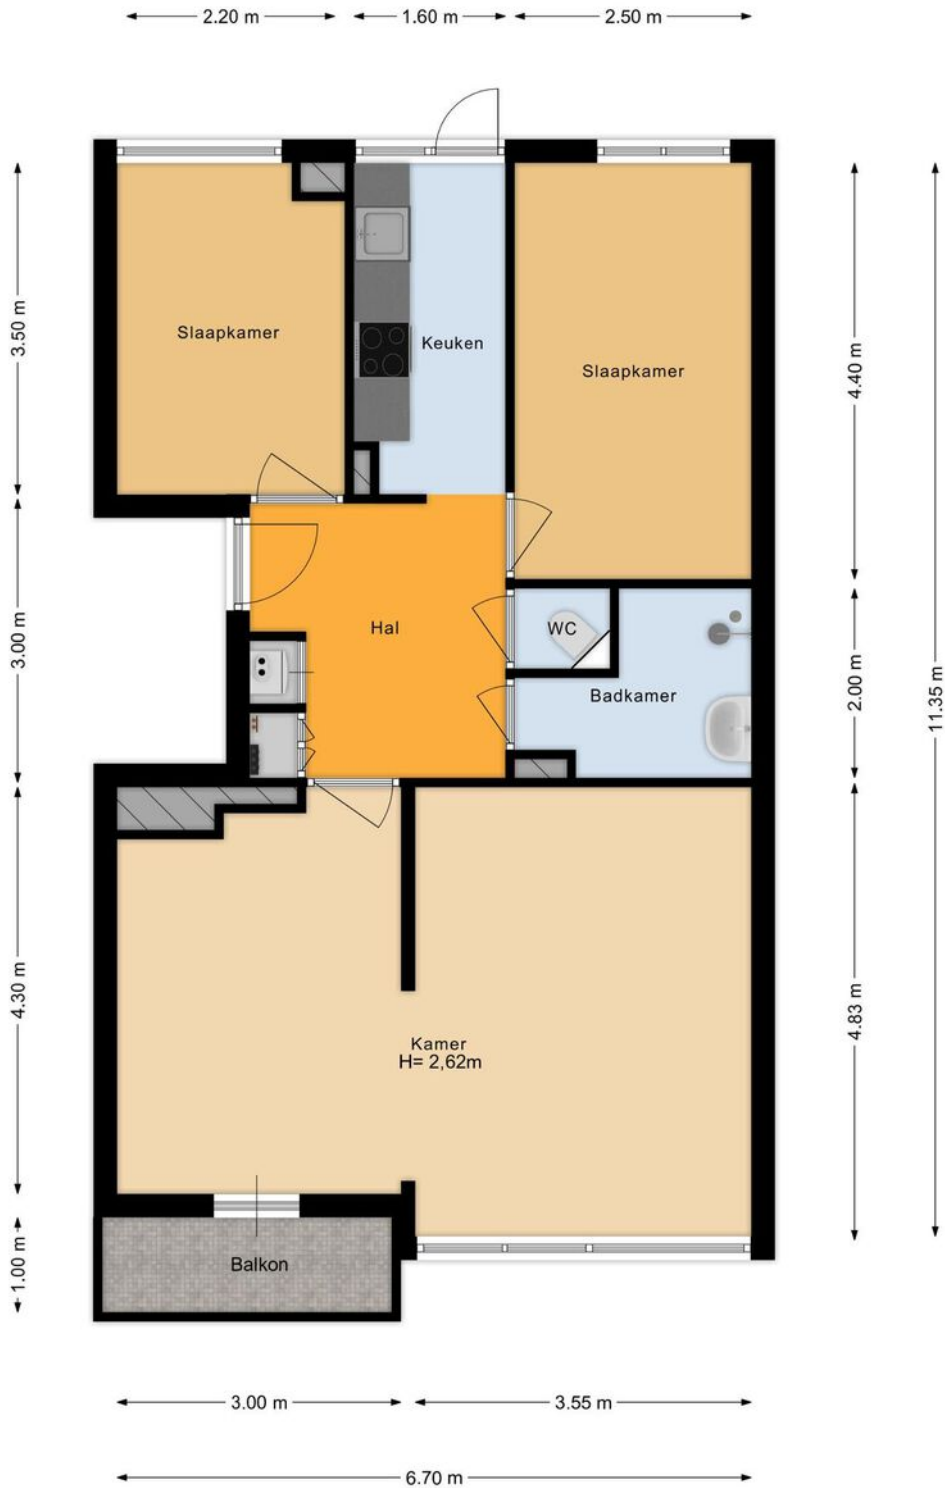 2.20 m
1.60 m
2.50 m
3.50 m
Slaapkamer
Keuken
Slaapkamer
4.40 m
11.35 m
3.00 m
Hal
WC
Badkamer
2.00 m
4.30 m
Kamer
H= 2,62m
4.83 m
1.00 m
Balkon
3.00 m
3.55 m
6.70 m